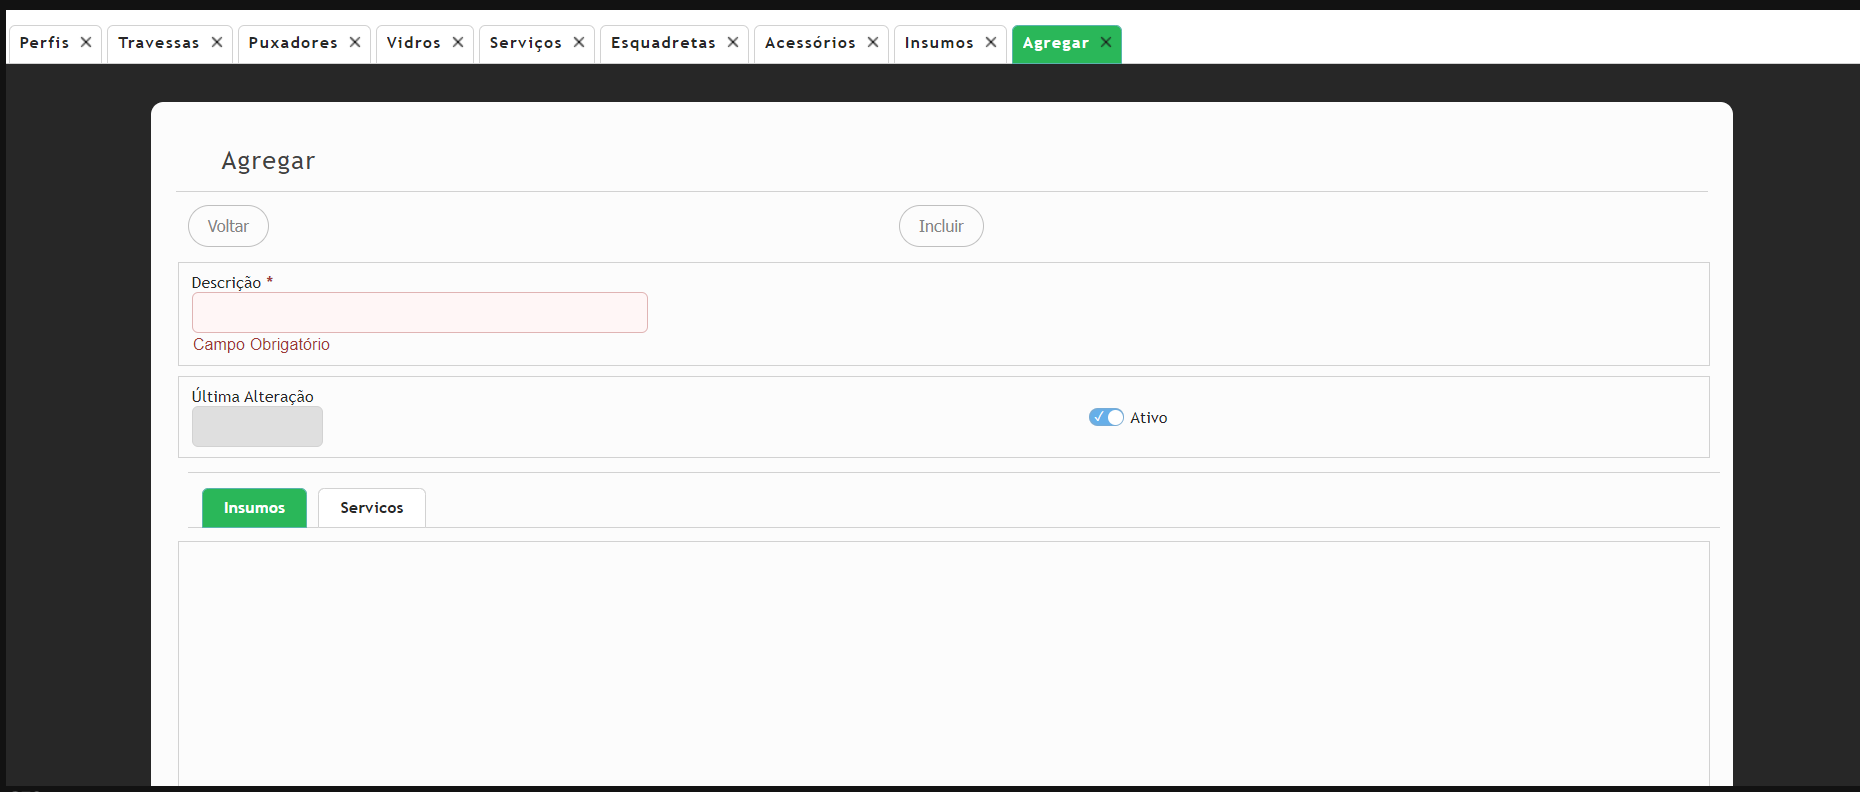 Perfis Travessas Puxadores Vidros Serviços Esquadretas Acessórios Insumos Agregar
Agregar
Voltar Incluir
Descrição *
Campo Obrigatório
Última Alteração
Ativo
Insumos Servicos